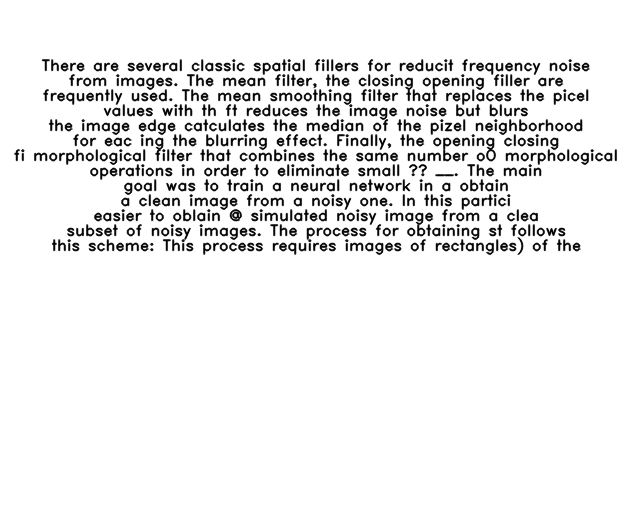 There are several classic spatial fillers for reducit frequency noise
from images. The mean filter, the closing opening filler are
frequently used. The mean smoothing filter that replaces the picel
values with th ft reduces the image noise but blurs
the image edge catculates the median of the pizel neighborhood
for eac ing the blurring effect. Finally, the opening closing
fi morphological filter that combines the same number oO morphological
operations in order to eliminate small ?? __. The main
goal was to train a neural network in a obtain
a clean image from a noisy one. In this partici
easier to oblain @ simulated noisy image from a clea
subset of noisy images. The process for obtaining st follows
this scheme: This process requires images of rectangles) of the